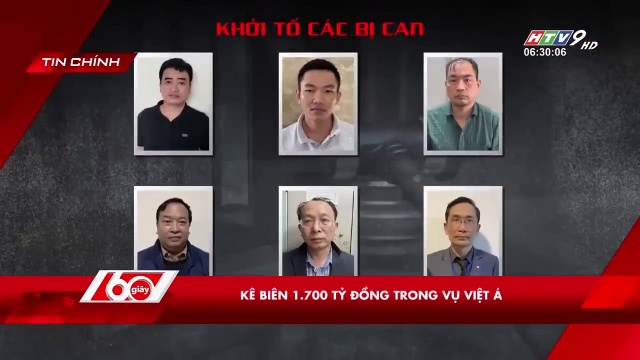 KHỞI TỐ CÁC BỊ CAN
HTV9 HD
06:30:06
TIN CHÍNH
60 giây
KÊ BIÊN 1.700 TỶ ĐỒNG TRONG VỤ VIỆT Á